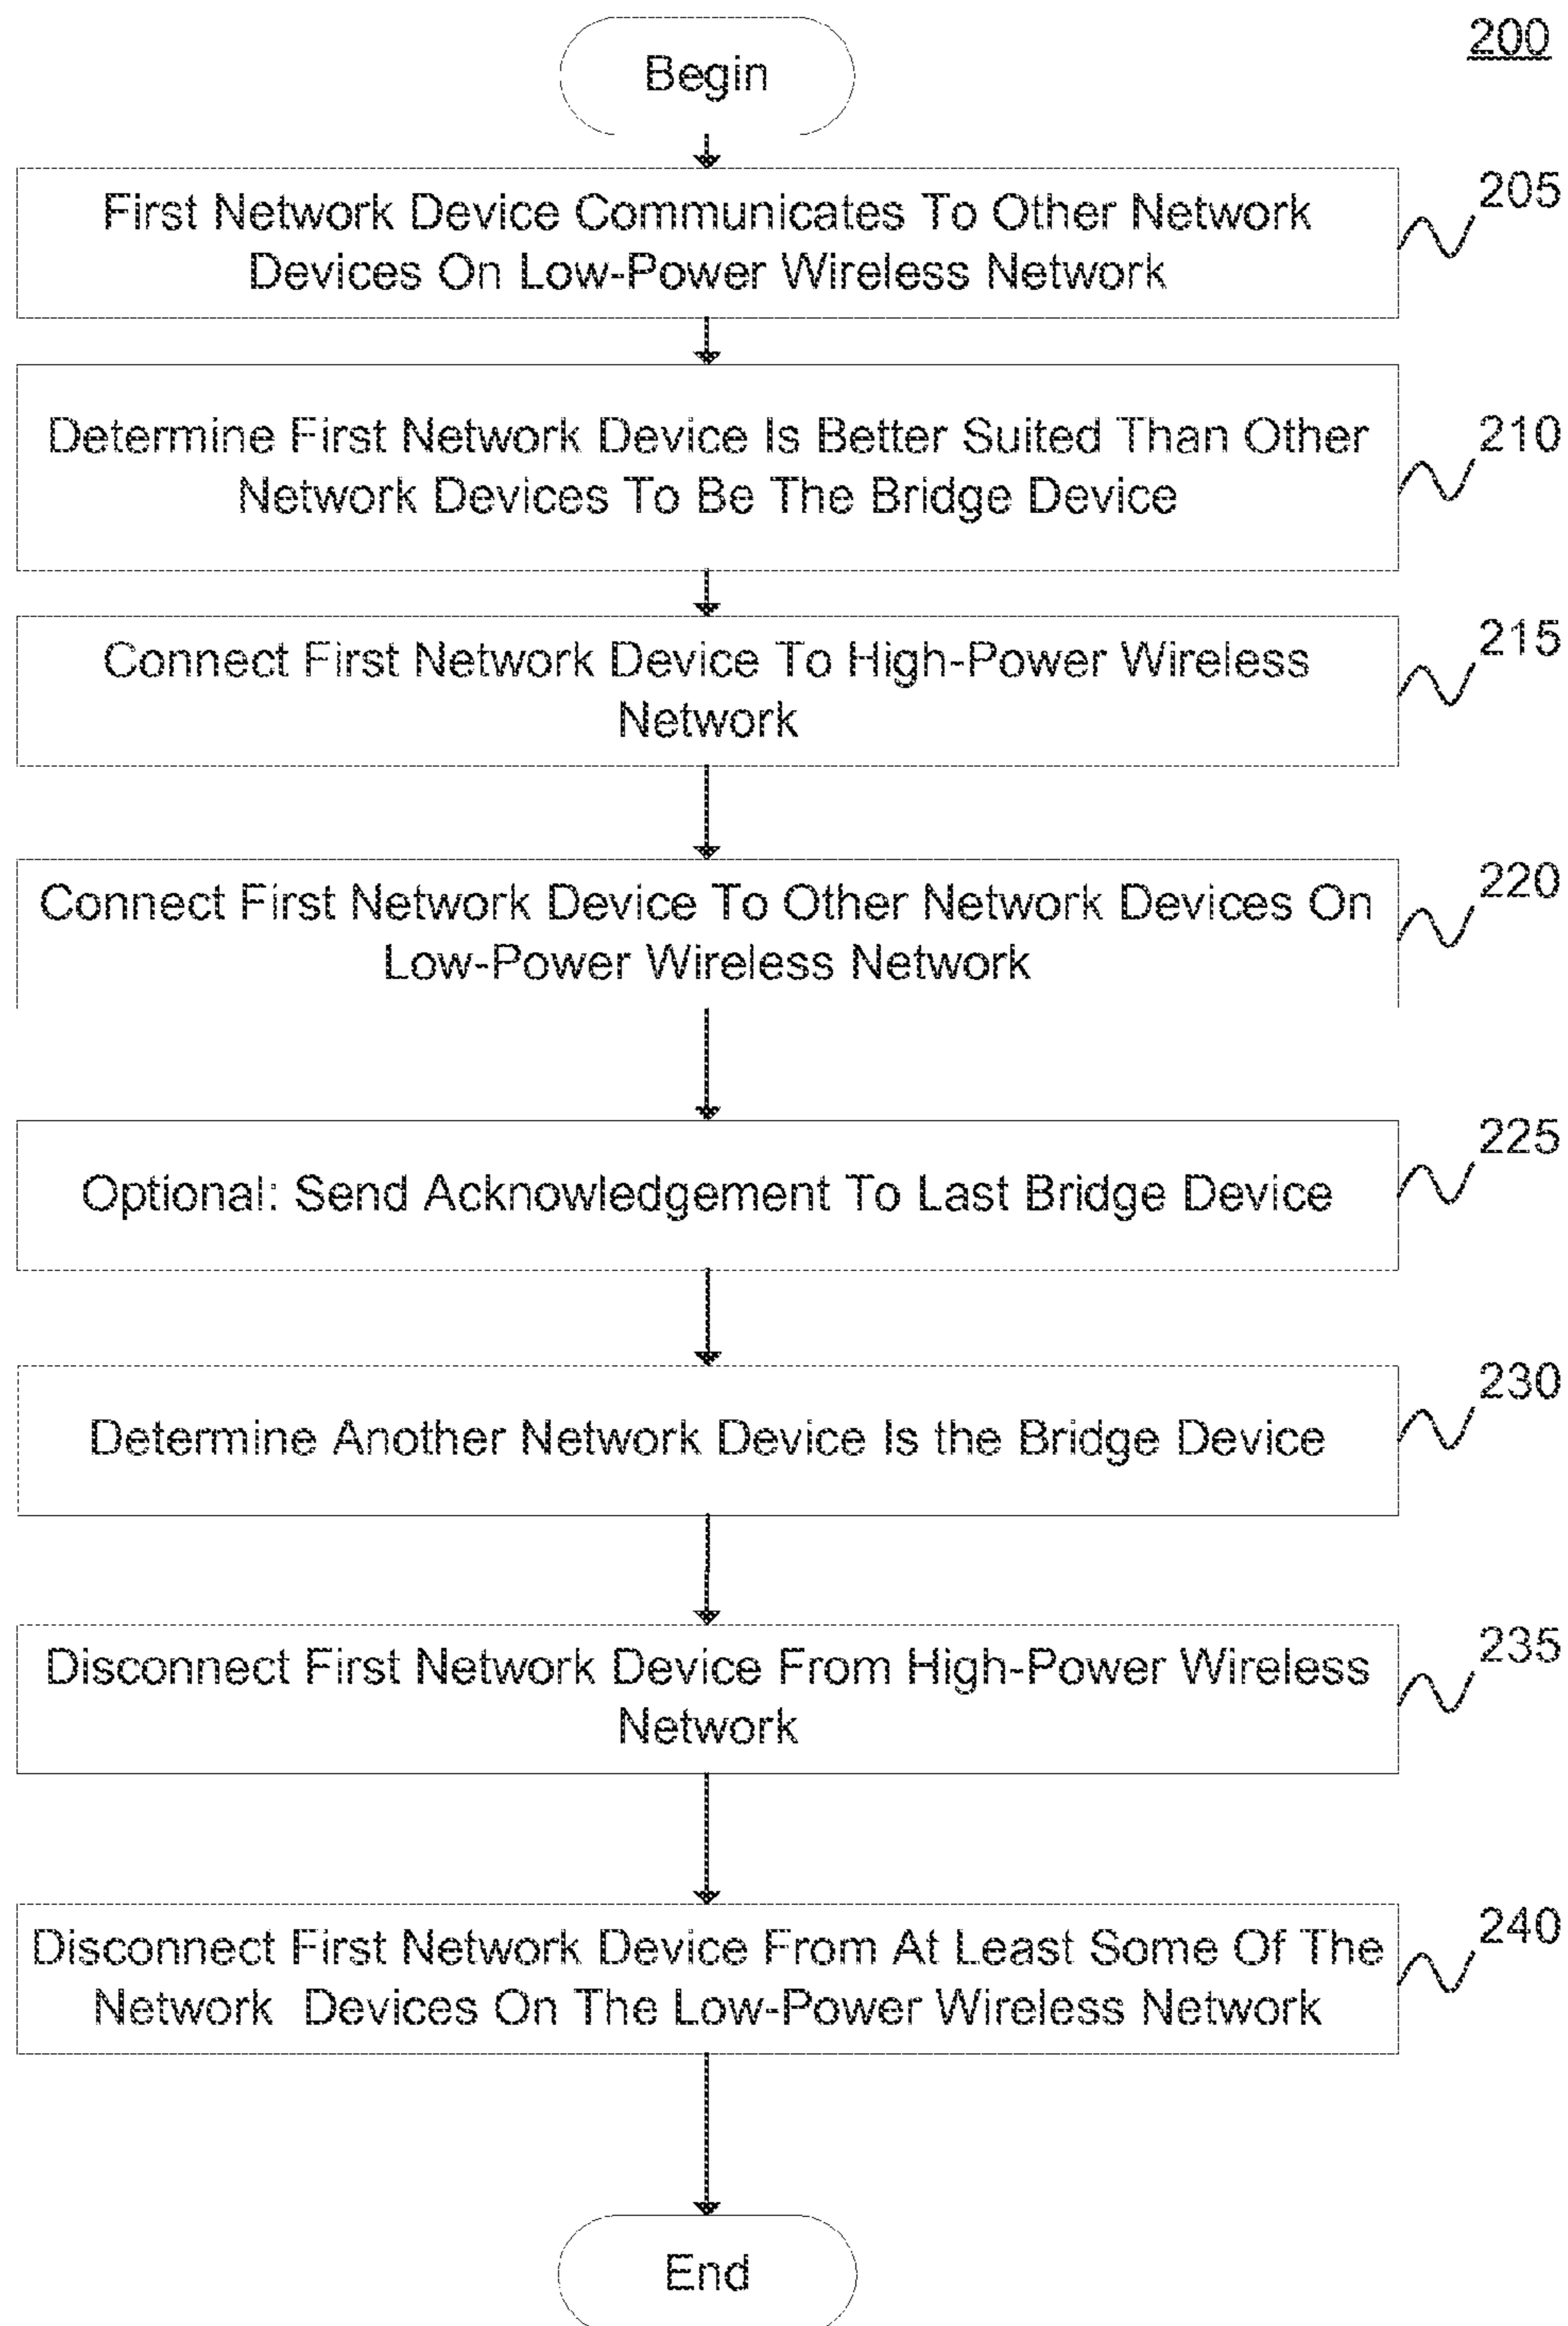 200
Begin
205
First Network Device Communicates To Other Network
Devices On Low-Power Wireless Network
210
Determine First Network Device Is Better Suited Than Other
Network Devices To Be The Bridge Device
215
Connect First Network Device To High-Power Wireless
Network
220
Connect First Network Device To Other Network Devices On
Low-Power Wireless Network
225
Optional: Send Acknowledgement To Last Bridge Device
230
Determine Another Network Device Is the Bridge Device
235
Disconnect First Network Device From High-Power Wireless
Network
240
Disconnect First Network Device From At Least Some Of The
Network Devices On The Low-Power Wireless Network
End